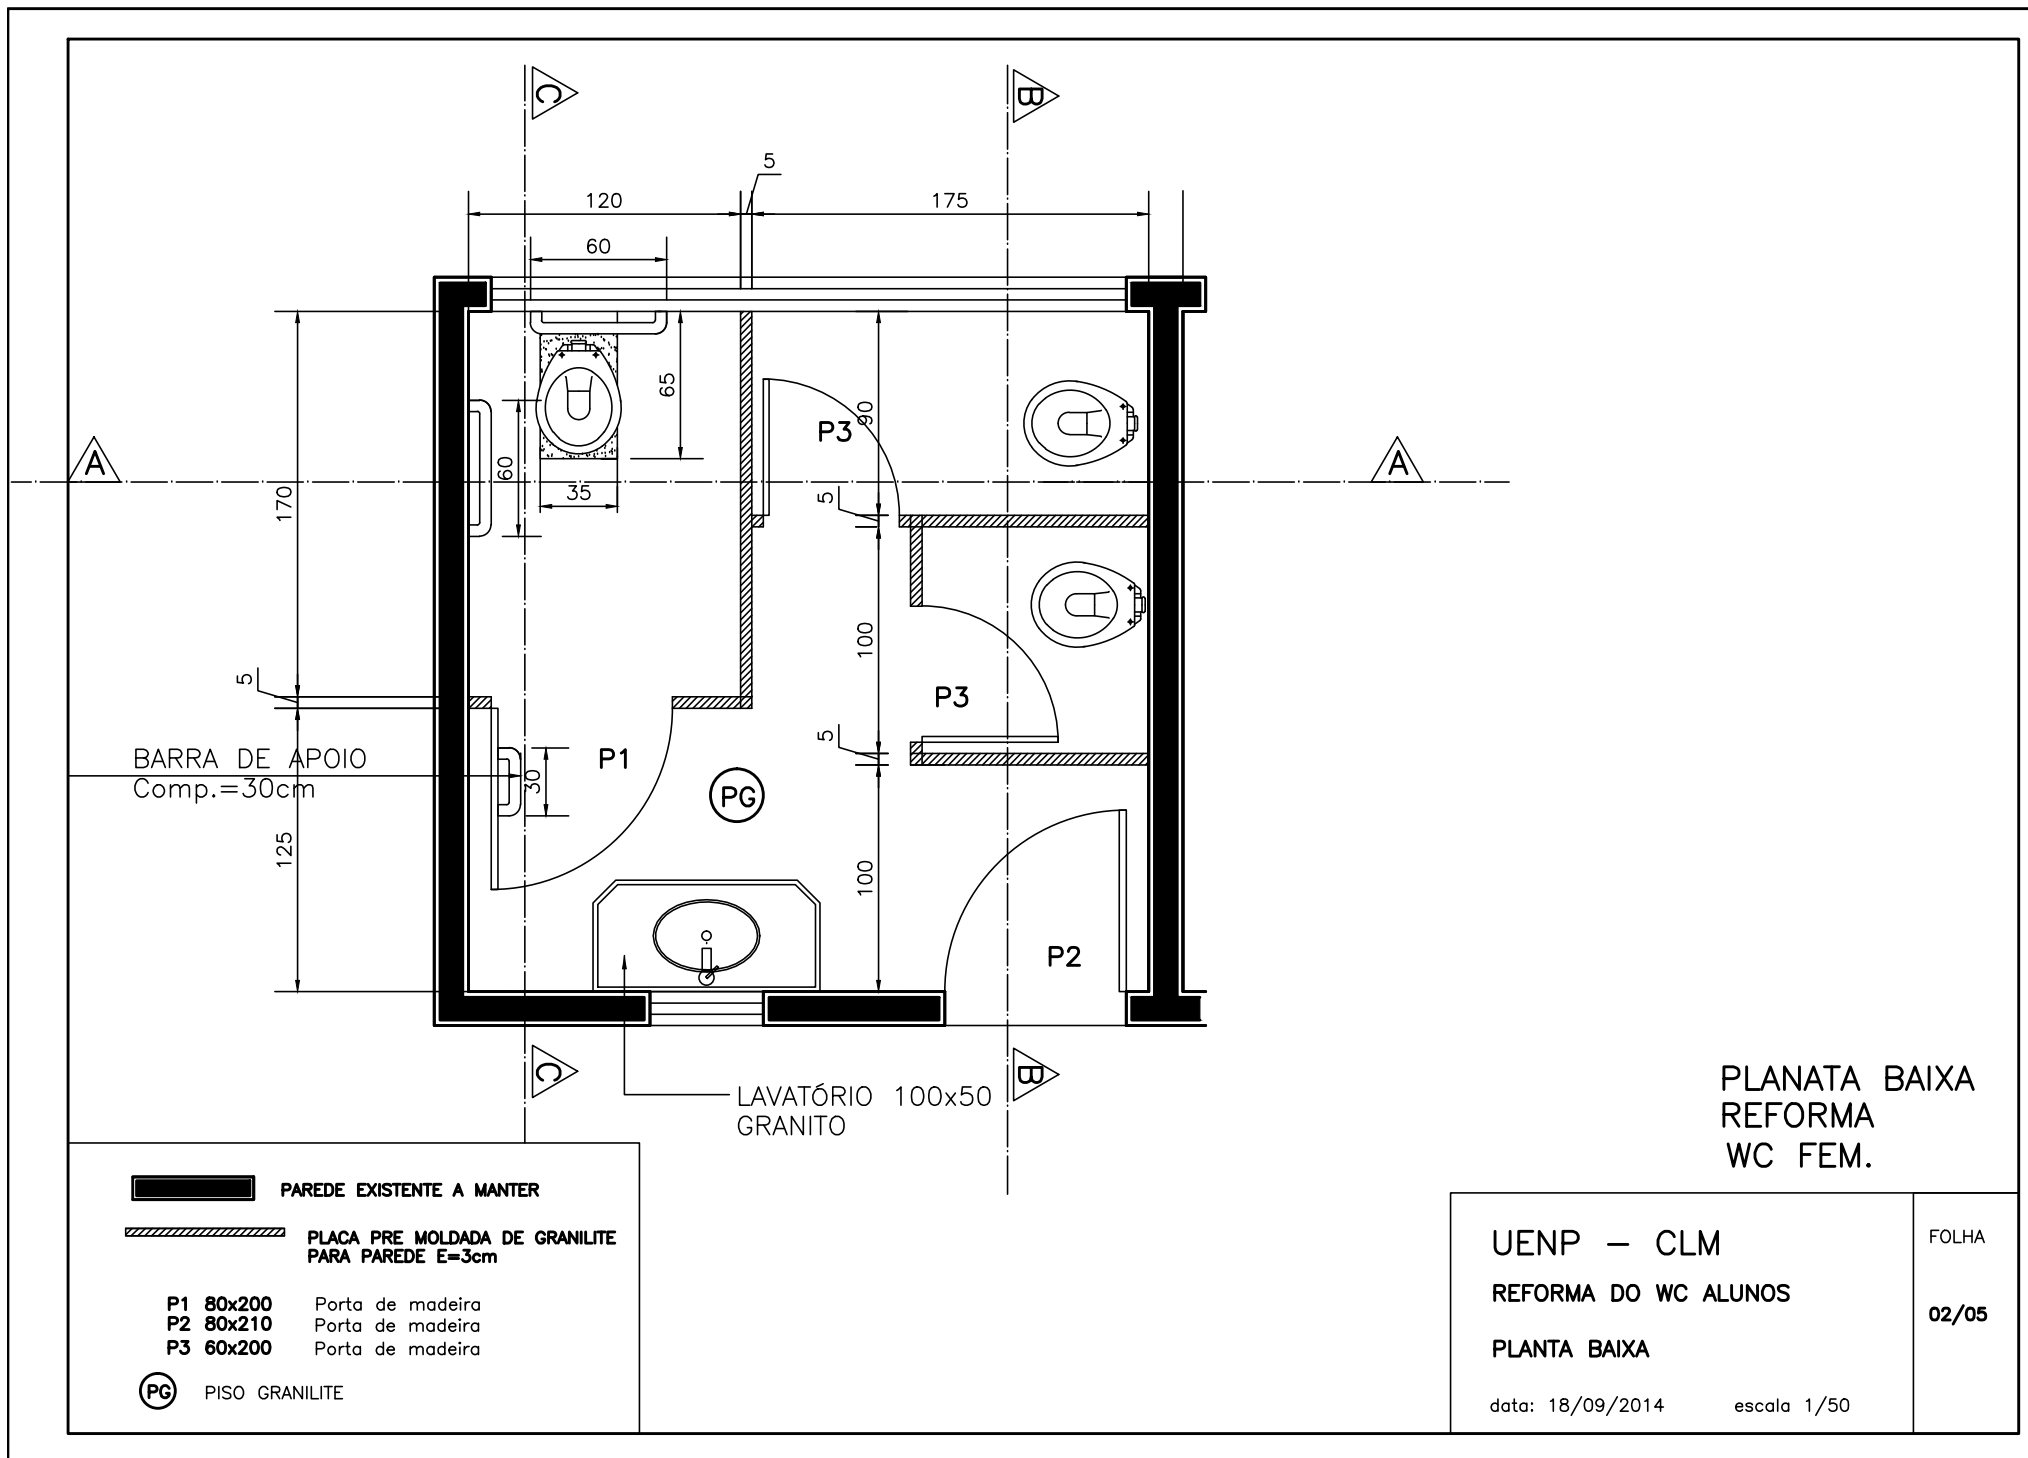 C
B
5
120
175
60
65
90
P3
A
A
60
170
35
5
100
5
P3
5
BARRA DE APOIO
Comp.=30cm
P1
30
PG
125
100
P2
C
B
LAVATÓRIO 100x50
GRANITO
PLANATA BAIXA
REFORMA
WC FEM.
PAREDE EXISTENTE A MANTER
PLACA PRE MOLDADA DE GRANILITE
PARA PAREDE E=3cm
P1 80x200 Porta de madeira
P2 80x210 Porta de madeira
P3 60x200 Porta de madeira
PG PISO GRANILITE
UENP - CLM
REFORMA DO WC ALUNOS
PLANTA BAIXA
data: 18/09/2014 escala 1/50
FOLHA
02/05